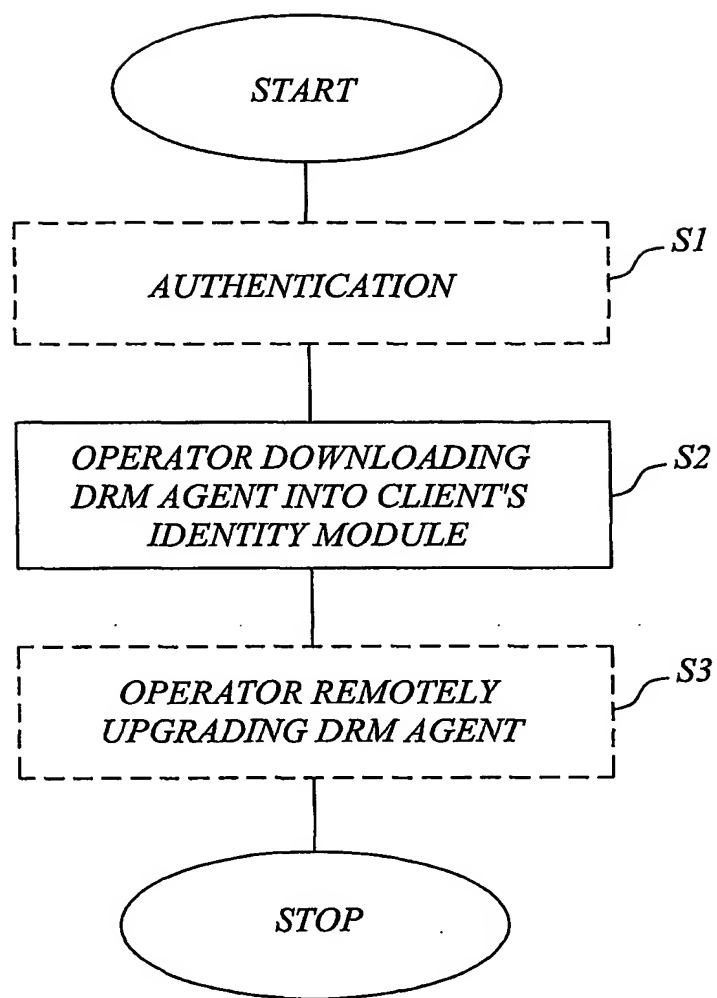 START
S1
AUTHENTICATION
S2
OPERATOR DOWNLOADING
DRM AGENT INTO CLIENT'S
IDENTITY MODULE
S3
OPERATOR REMOTELY
UPGRADING DRM AGENT
STOP